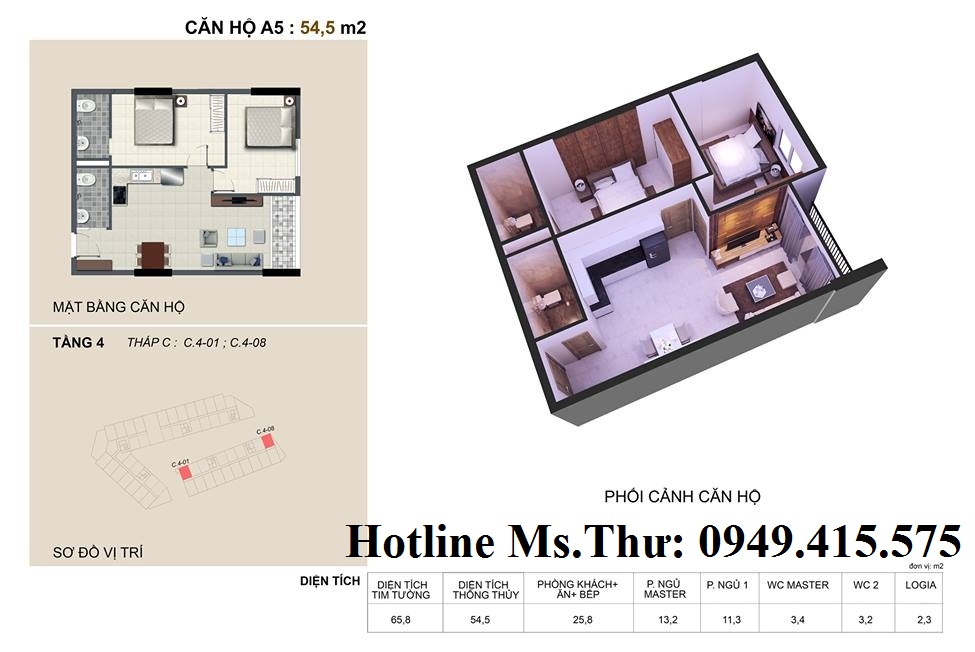 CĂN HỘ A5 : 54,5 m2
MẶT BẰNG CĂN HỘ
TẦNG 4 THÁP C : C.4-01 ; C.4-08
C.4-08
C.4-01
SƠ ĐỒ VỊ TRÍ
PHỐI CẢNH CĂN HỘ
Hotline Ms.Thư: 0949.415.575
đơn vị: m2
DIỆN TÍCH
DIỆN TÍCH TIM TƯỜNG
DIỆN TÍCH THÔNG THỦY
PHÒNG KHÁCH+ ĂN+ BẾP
P. NGỦ MASTER
P. NGỦ 1
WC MASTER
WC 2
LOGIA
65,8 54,5 25,8 13,2 11,3 3,4 3,2 2,3